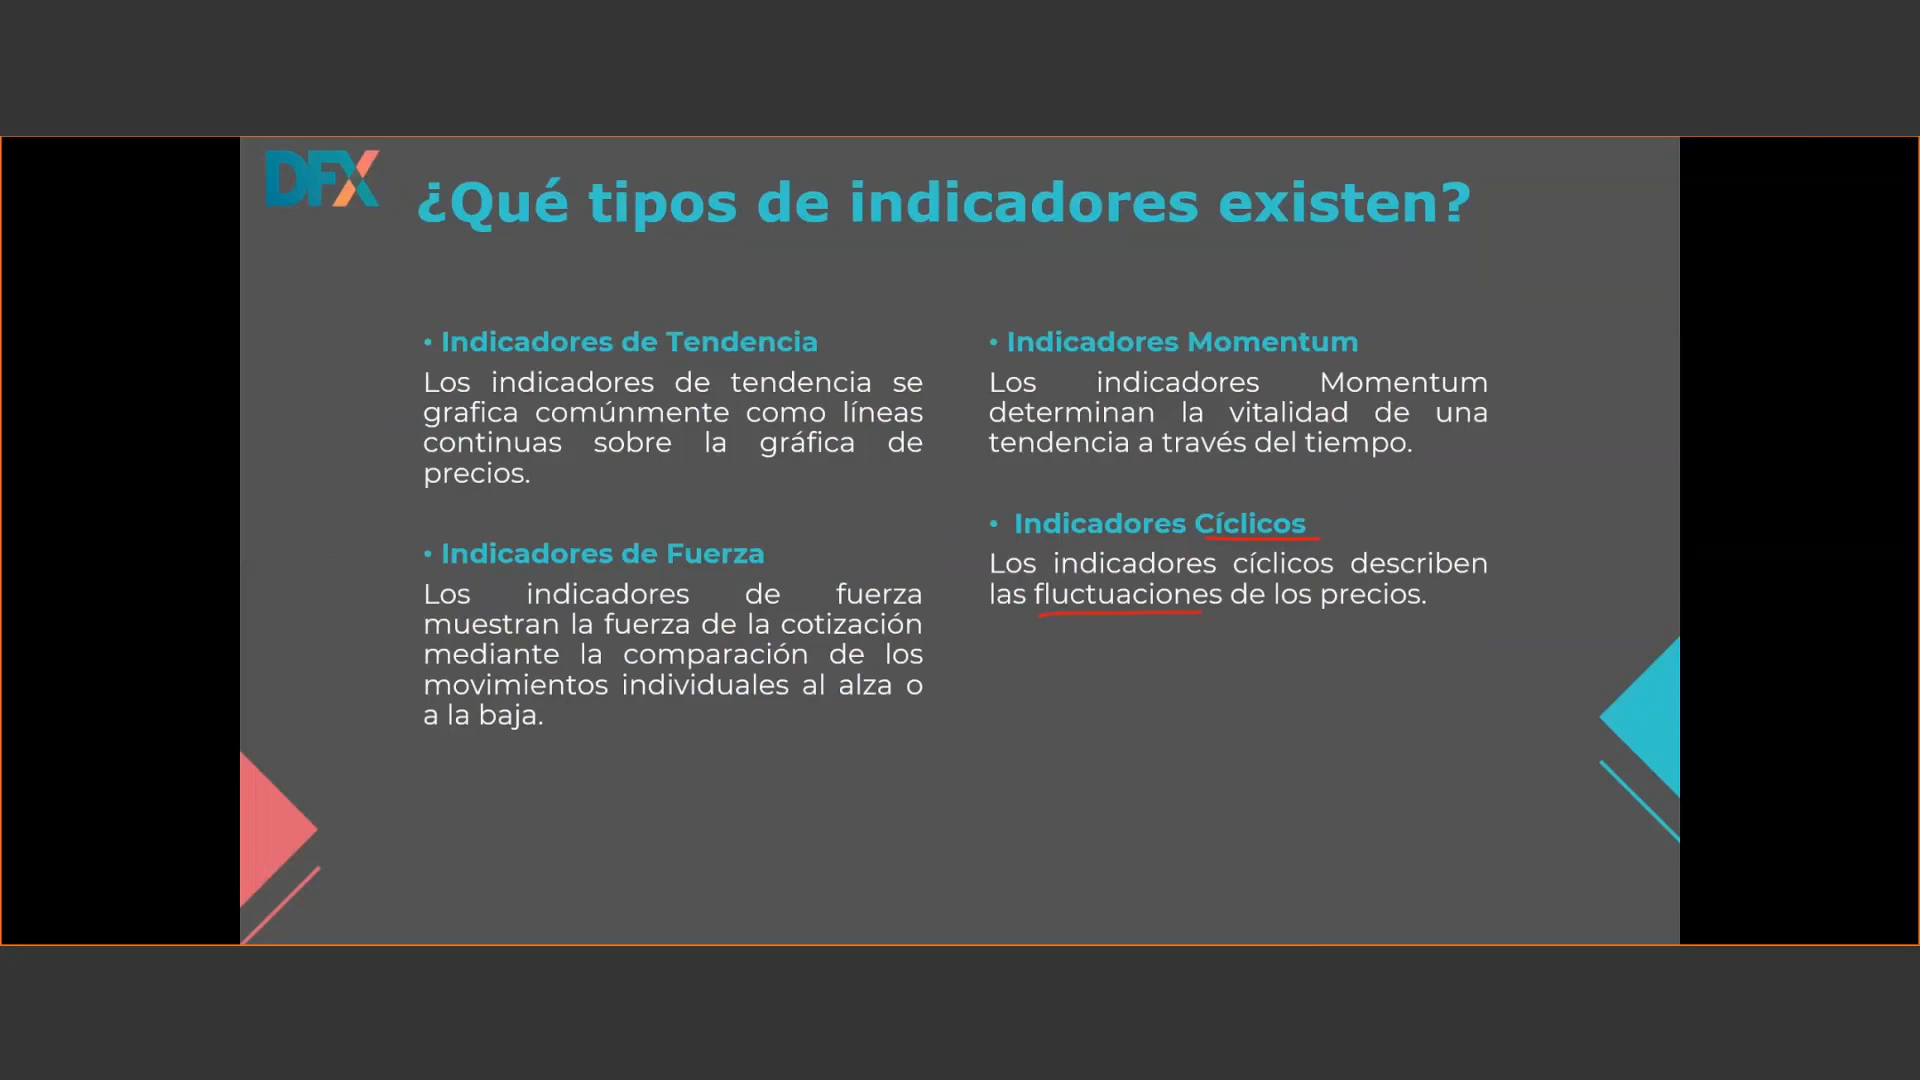 DFX
¿Qué tipos de indicadores existen?
• Indicadores de Tendencia
Los indicadores de tendencia se
grafica comúnmente como líneas
continuas sobre la gráfica de
precios.
• Indicadores de Fuerza
Los indicadores de fuerza
muestran la fuerza de la cotización
mediante la comparación de los
movimientos individuales al alza o
a la baja.
• Indicadores Momentum
Los indicadores Momentum
determinan la vitalidad de una
tendencia a través del tiempo.
• Indicadores Cíclicos
Los indicadores cíclicos describen
las fluctuaciones de los precios.